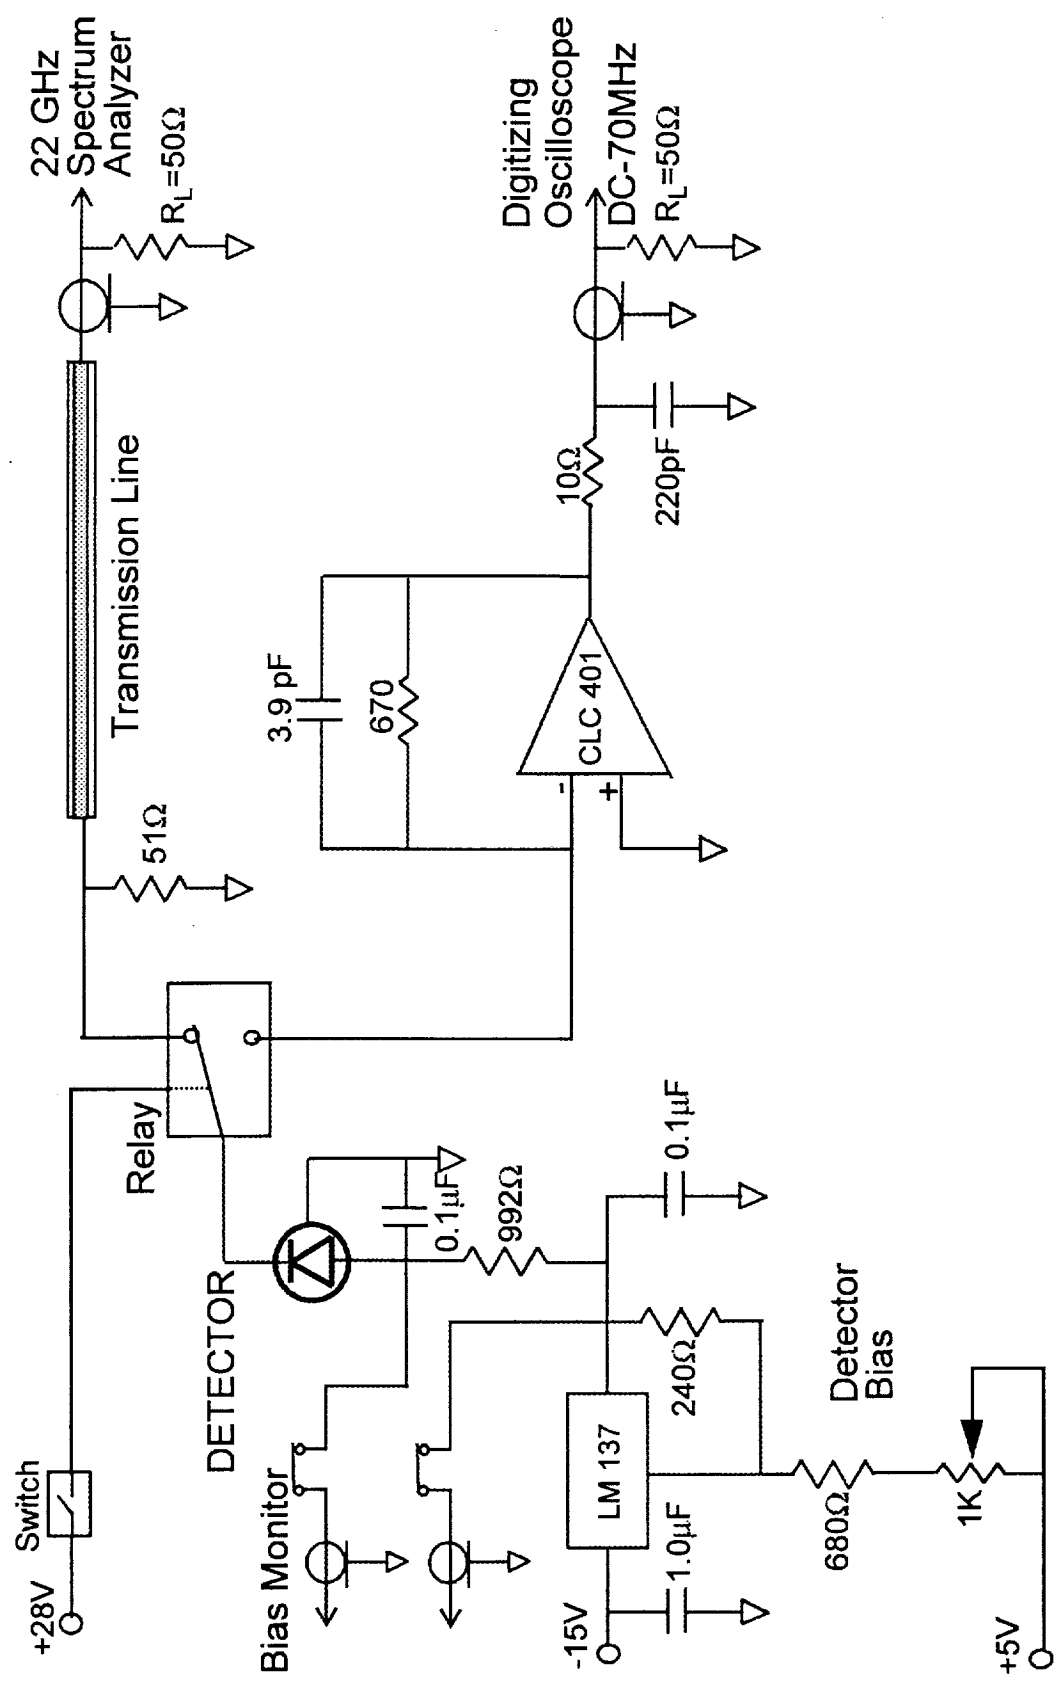 +28V
Switch
Relay
51Ω
Transmission Line
22 GHz
Spectrum
Analyzer
R_L=50Ω
DETECTOR
0.1µF
992Ω
Bias Monitor
3.9 pF
670
CLC 401
-
+
10Ω
220pF
Digitizing
Oscilloscope
DC-70MHz
R_L=50Ω
-15V
1.0µF
LM 137
240Ω
0.1µF
680Ω
1K
Detector
Bias
+5V